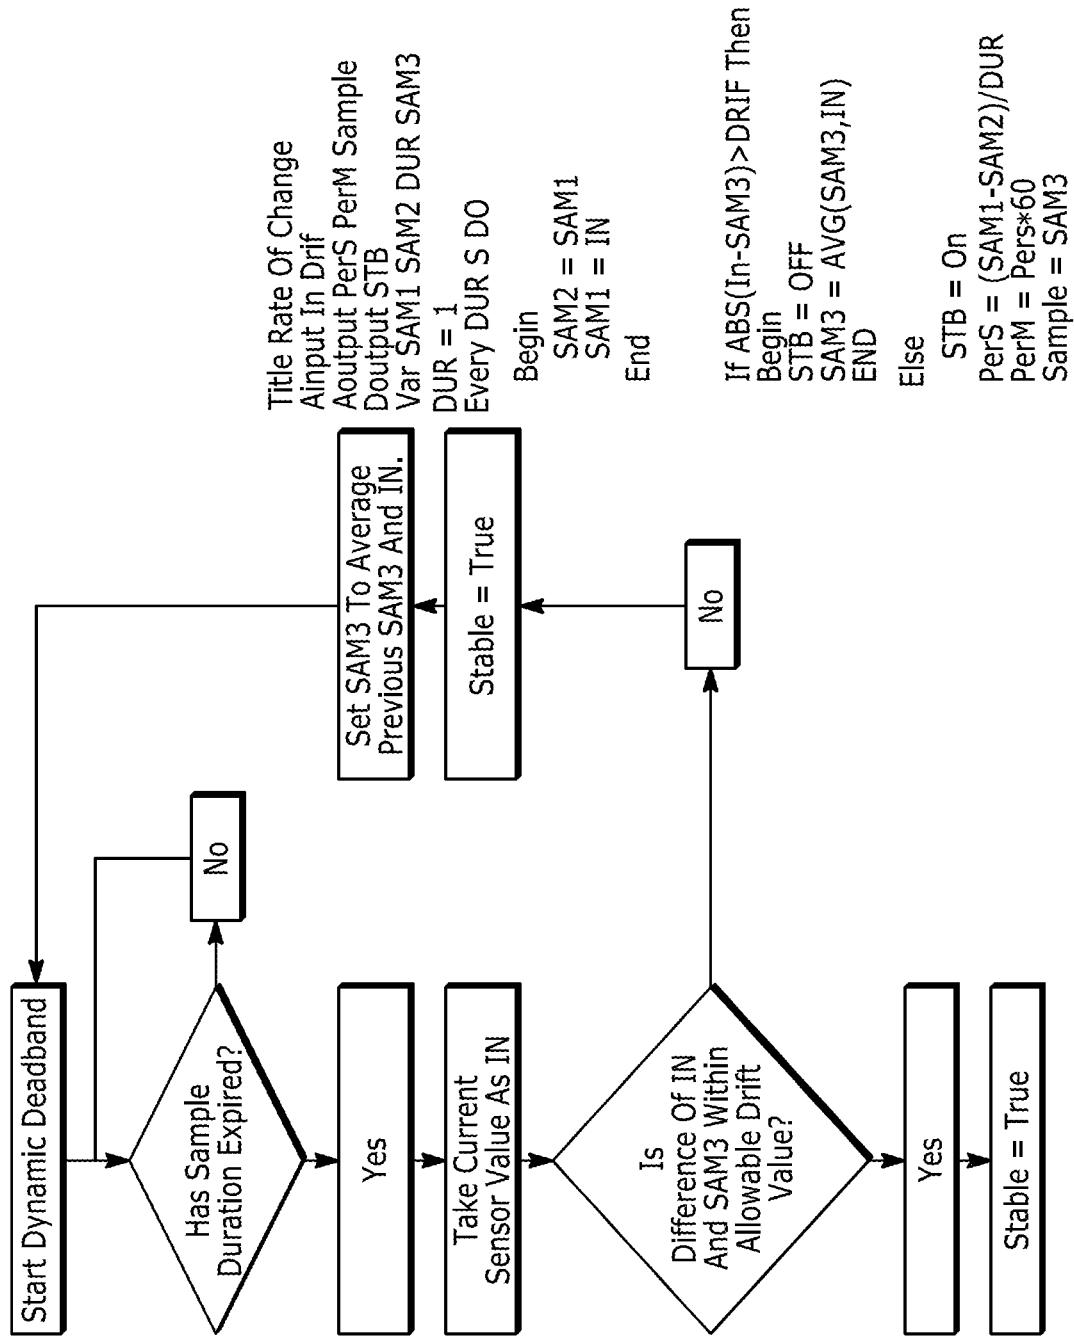 Start Dynamic Deadband
Has Sample
Duration Expired?
No
Yes
Take Current
Sensor Value As IN
Is
Difference Of IN
And SAM3 Within
Allowable Drift
Value?
No
Stable = True
Set SAM3 To Average
Previous SAM3 And IN.
Yes
Stable = True
Title Rate Of Change
Ainput In Drif
Aoutput PerS PerM Sample
Doutput STB
Var SAM1 SAM2 DUR SAM3
DUR = 1
Every DUR S DO
Begin
SAM2 = SAM1
SAM1 = IN
End
If ABS(In-SAM3)>DRIF Then
Begin
STB = OFF
SAM3 = AVG(SAM3,IN)
END
Else
STB = On
PerS = (SAM1-SAM2)/DUR
PerM = Pers*60
Sample = SAM3